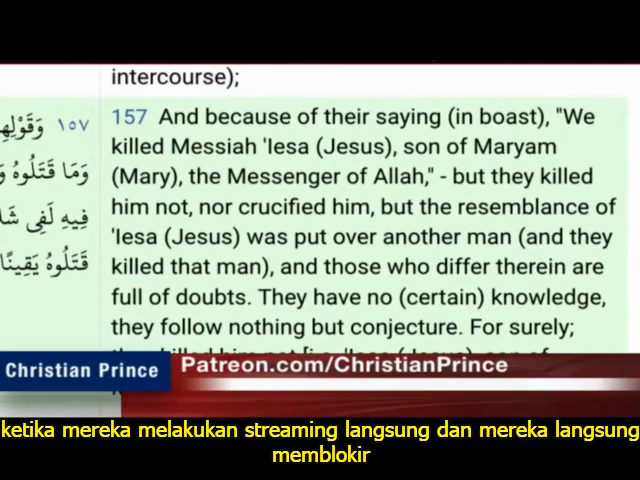 intercourse);
157 And because of their saying (in boast), "We
killed Messiah 'Iesa (Jesus), son of Maryam
(Mary), the Messenger of Allah," - but they killed
him not, nor crucified him, but the resemblance of
'Iesa (Jesus) was put over another man (and they
killed that man), and those who differ therein are
full of doubts. They have no (certain) knowledge,
they follow nothing but conjecture. For surely;
١٥٧
وَمَا قَتَلُوهُ
فِيهِ لَفِى
قَتَلُوهُ يَقِينًا
Christian Prince
Patreon.com/ChristianPrince
ketika mereka melakukan streaming langsung dan mereka langsung
memblokir